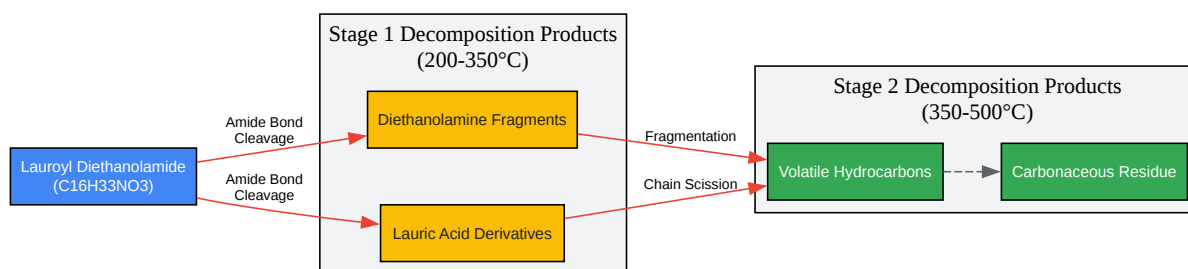 Lauroyl Diethanolamide
(C16H33NO3)
Amide Bond
Cleavage
Amide Bond
Cleavage
Stage 1 Decomposition Products
(200-350°C)
Diethanolamine Fragments
Lauric Acid Derivatives
Fragmentation
Chain Scission
Stage 2 Decomposition Products
(350-500°C)
Volatile Hydrocarbons
Carbonaceous Residue